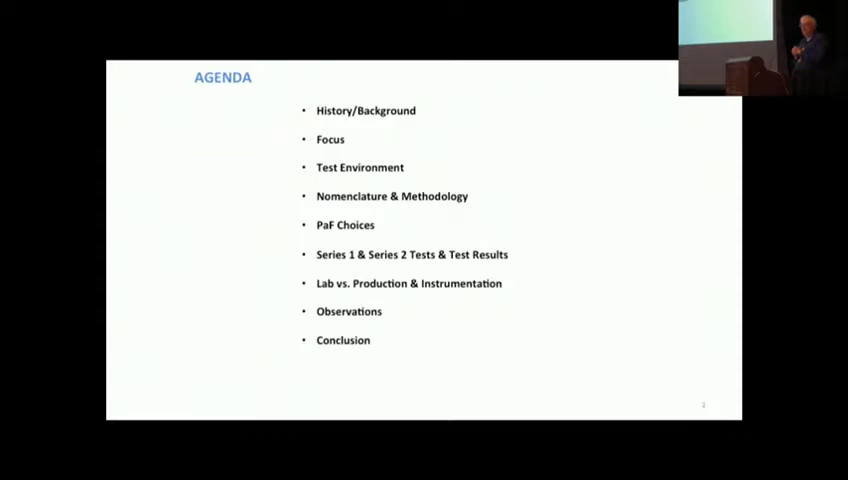 AGENDA
• History/Background
• Focus
• Test Environment
• Nomenclature & Methodology
• PaF Choices
• Series 1 & Series 2 Tests & Test Results
• Lab vs. Production & Instrumentation
• Observations
• Conclusion
2